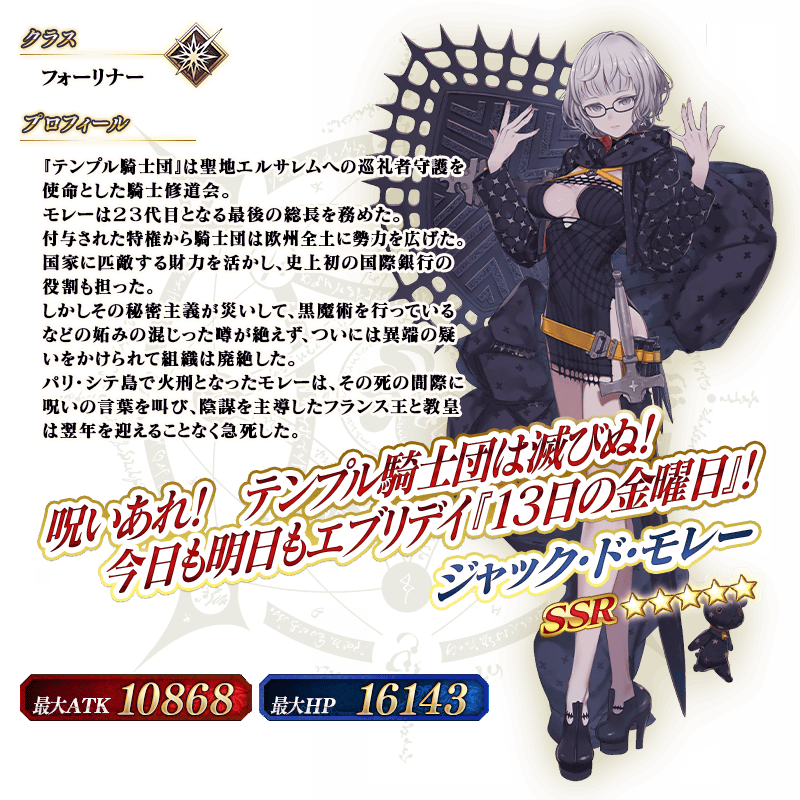 クラス
フォーリナー
プロフィール
『テンプル騎士団』は聖地エルサレムへの巡礼者守護を
使命とした騎士修道会。
モレーは２３代目となる最後の総長を務めた。
付与された特権から騎士団は欧州全土に勢力を広げた。
国家に匹敵する財力を活かし、史上初の国際銀行の
役割も担った。
しかしその秘密主義が災いして、黒魔術を行っている
などの妬みの混じった噂が絶えず、ついには異端の疑
いをかけられて組織は廃絶した。
パリ・シテ島で火刑となったモレーは、その死の間際に
呪いの言葉を叫び、陰謀を主導したフランス王と教皇
は翌年を迎えることなく急死した。
呪いあれ！　テンプル騎士団は滅びぬ！
今日も明日もエブリデイ『13日の金曜日』！
ジャック・ド・モレー
SSR
最大ATK 10868
最大HP 16143